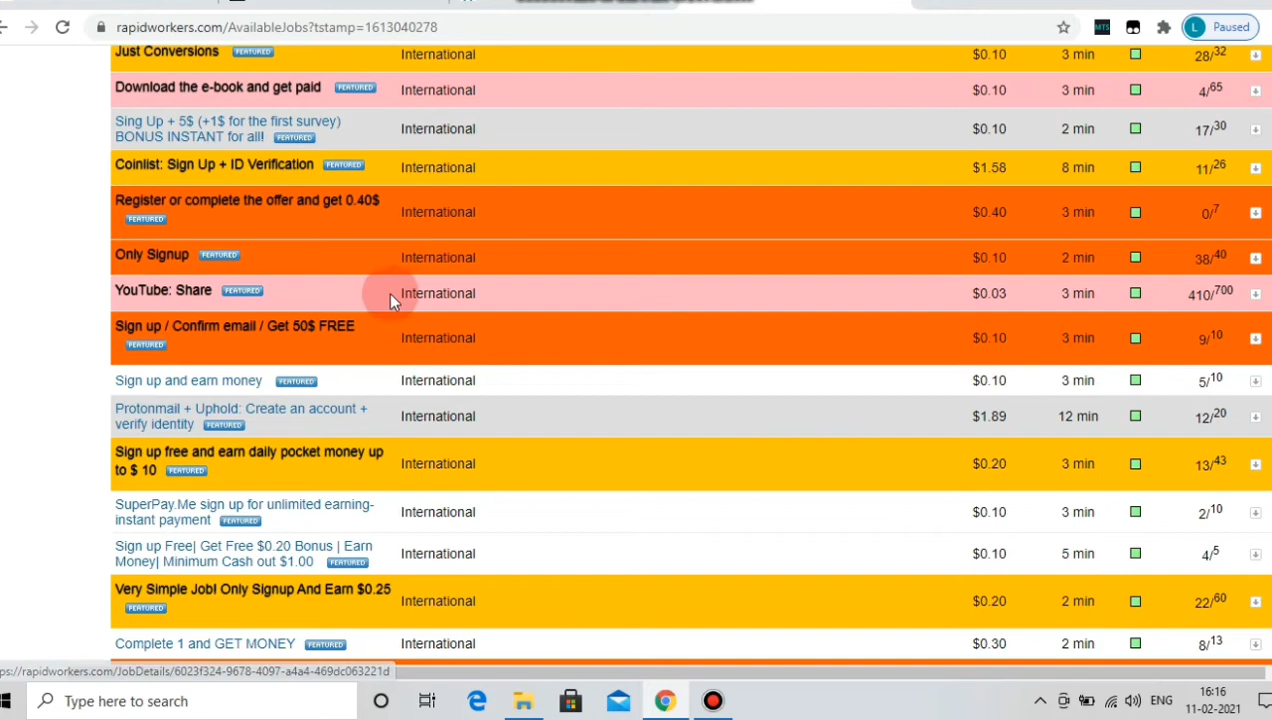 rapidworkers.com/AvailableJobs?tstamp=1613040278
L Paused
MTS
Just Conversions FEATURED International $0.10 3 min 28/32
Download the e-book and get paid FEATURED International $0.10 3 min 4/65
Sing Up + 5$ (+1$ for the first survey)
BONUS INSTANT for all! FEATURED International $0.10 2 min 17/30
Coinlist: Sign Up + ID Verification FEATURED International $1.58 8 min 11/26
Register or complete the offer and get 0.40$
FEATURED International $0.40 3 min 0/7
Only Signup FEATURED International $0.10 2 min 38/40
YouTube: Share FEATURED International $0.03 3 min 410/700
Sign up / Confirm email / Get 50$ FREE
FEATURED International $0.10 3 min 9/10
Sign up and earn money FEATURED International $0.10 3 min 5/10
Protonmail + Uphold: Create an account +
verify identity FEATURED International $1.89 12 min 12/20
Sign up free and earn daily pocket money up
to $ 10 FEATURED International $0.20 3 min 13/43
SuperPay.Me sign up for unlimited earning-
instant payment FEATURED International $0.10 3 min 2/10
Sign up Free| Get Free $0.20 Bonus | Earn
Money| Minimum Cash out $1.00 FEATURED International $0.10 5 min 4/5
Very Simple Job! Only Signup And Earn $0.25
FEATURED International $0.20 2 min 22/60
Complete 1 and GET MONEY FEATURED International $0.30 2 min 8/13
ps://rapidworkers.com/JobDetails/6023f324-9678-4097-a4a4-469dc063221d
Type here to search
ENG
16:16
11-02-2021